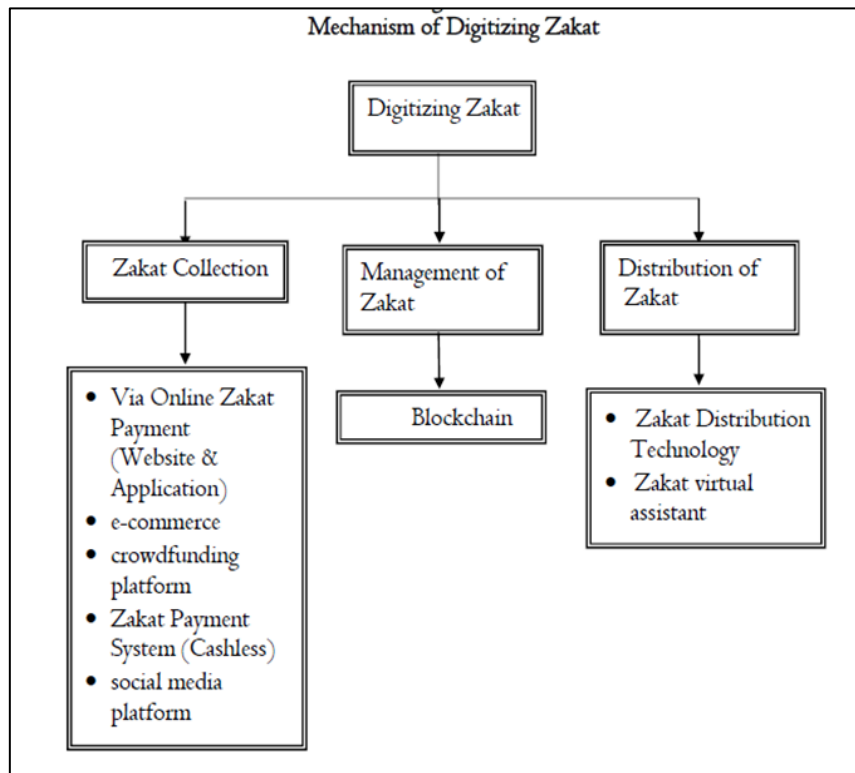 Mechanism of Digitizing Zakat
Digitizing Zakat
Zakat Collection
Management of
Zakat
Distribution of
Zakat
• Via Online Zakat
Payment
(Website &
Application)
• e-commerce
• crowdfunding
platform
• Zakat Payment
System (Cashless)
• social media
platform
Blockchain
• Zakat Distribution
Technology
• Zakat virtual
assistant